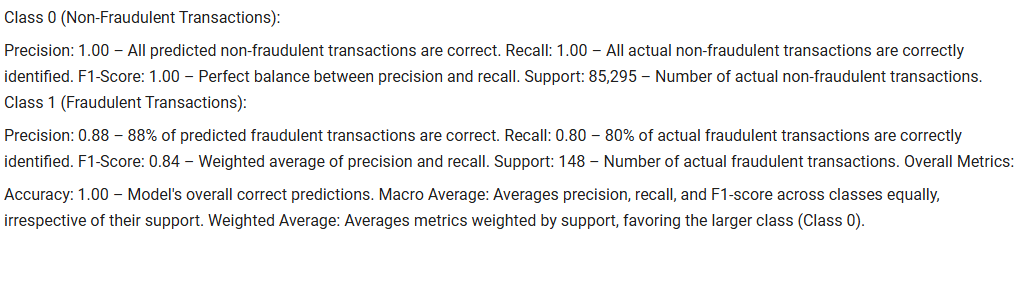 Class 0 (Non-Fraudulent Transactions):
Precision: 1.00 – All predicted non-fraudulent transactions are correct. Recall: 1.00 – All actual non-fraudulent transactions are correctly
identified. F1-Score: 1.00 – Perfect balance between precision and recall. Support: 85,295 – Number of actual non-fraudulent transactions.
Class 1 (Fraudulent Transactions):
Precision: 0.88 – 88% of predicted fraudulent transactions are correct. Recall: 0.80 – 80% of actual fraudulent transactions are correctly
identified. F1-Score: 0.84 – Weighted average of precision and recall. Support: 148 – Number of actual fraudulent transactions. Overall Metrics:
Accuracy: 1.00 – Model's overall correct predictions. Macro Average: Averages precision, recall, and F1-score across classes equally,
irrespective of their support. Weighted Average: Averages metrics weighted by support, favoring the larger class (Class 0).